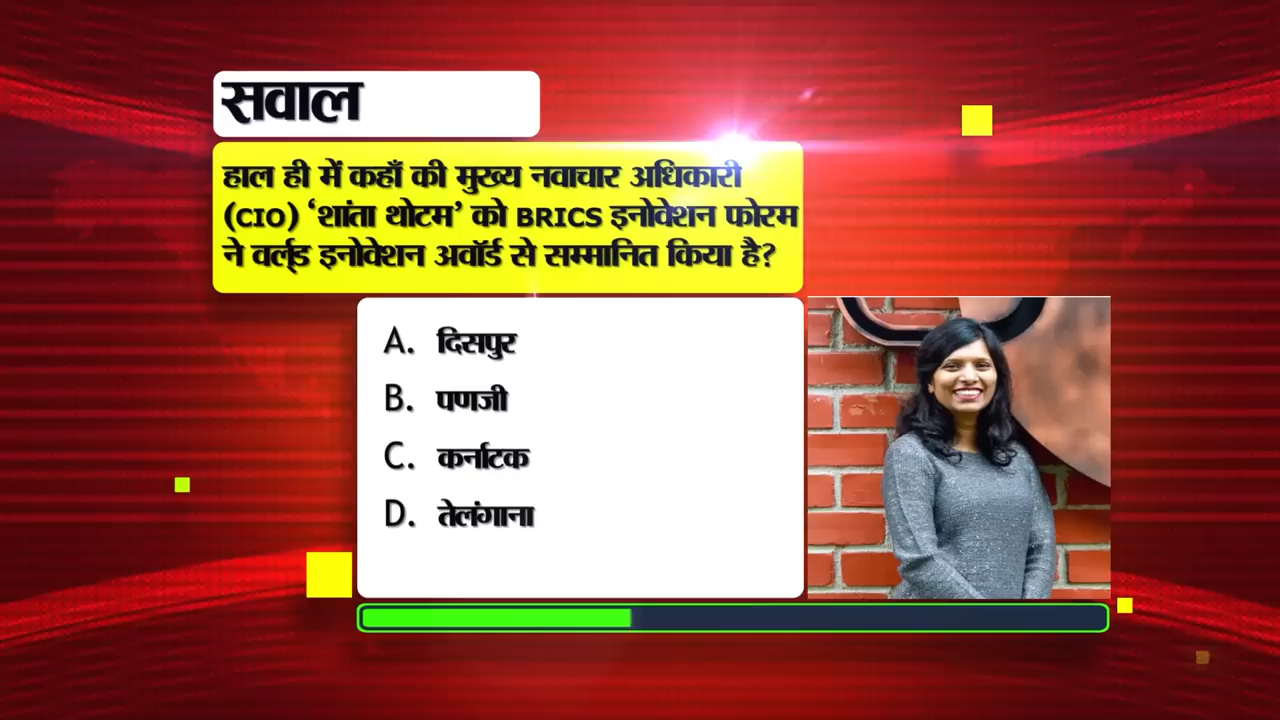 सवाल
हाल ही में कहाँ की मुख्य नवाचार अधिकारी
(CIO) ‘शांता थोटम’ को BRICS इनोवेशन फोरम
ने वर्ल्ड इनोवेशन अवॉर्ड से सम्मानित किया है?
A. दिसपुर
B. पणजी
C. कर्नाटक
D. तेलंगाना